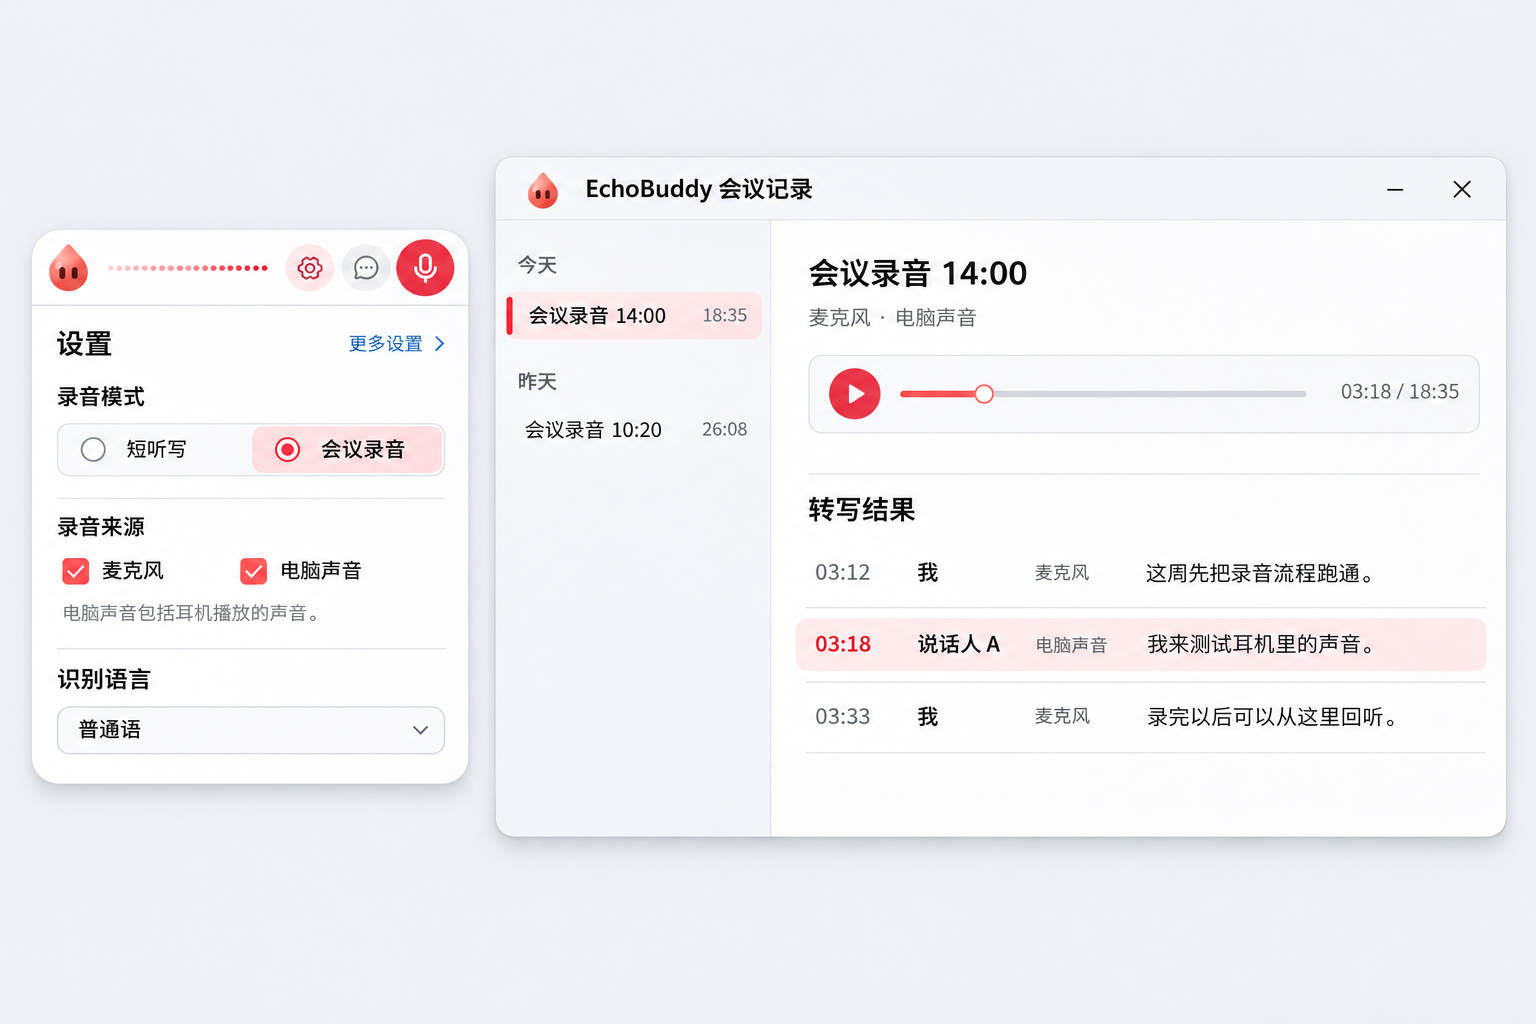 设置
更多设置
录音模式
短听写
会议录音
录音来源
麦克风
电脑声音
电脑声音包括耳机播放的声音。
识别语言
普通语
EchoBuddy 会议记录
今天
会议录音 14:00 18:35
昨天
会议录音 10:20 26:08
会议录音 14:00
麦克风 · 电脑声音
03:18 / 18:35
转写结果
03:12 我 麦克风 这周先把录音流程跑通。
03:18 说话人 A 电脑声音 我来测试耳机里的声音。
03:33 我 麦克风 录完以后可以从这里回听。